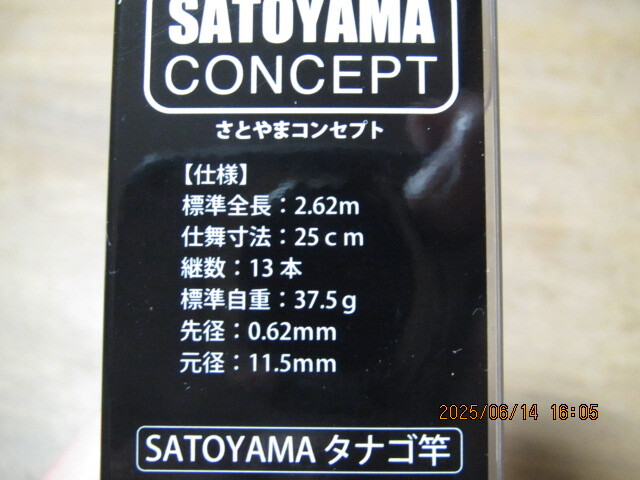 SATOYAMA
CONCEPT
さとやまコンセプト
【仕様】
標準全長：2.62m
仕舞寸法：25ｃｍ
継数：13本
標準自重：37.5g
先径：0.62mm
元径：11.5mm
2025/06/14 16:05
SATOYAMA タナゴ竿